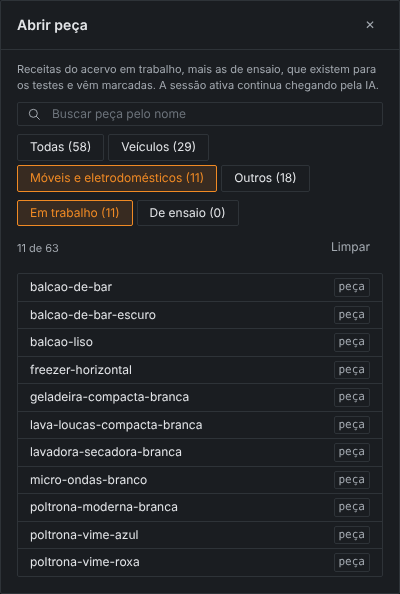 Abrir peça ×
Receitas do acervo em trabalho, mais as de ensaio, que existem para
os testes e vêm marcadas. A sessão ativa continua chegando pela IA.
Buscar peça pelo nome
Todas (58) Veículos (29)
Móveis e eletrodomésticos (11) Outros (18)
Em trabalho (11) De ensaio (0)
11 de 63 Limpar
balcao-de-bar peça
balcao-de-bar-escuro peça
balcao-liso peça
freezer-horizontal peça
geladeira-compacta-branca peça
lava-loucas-compacta-branca peça
lavadora-secadora-branca peça
micro-ondas-branco peça
poltrona-moderna-branca peça
poltrona-vime-azul peça
poltrona-vime-roxa peça